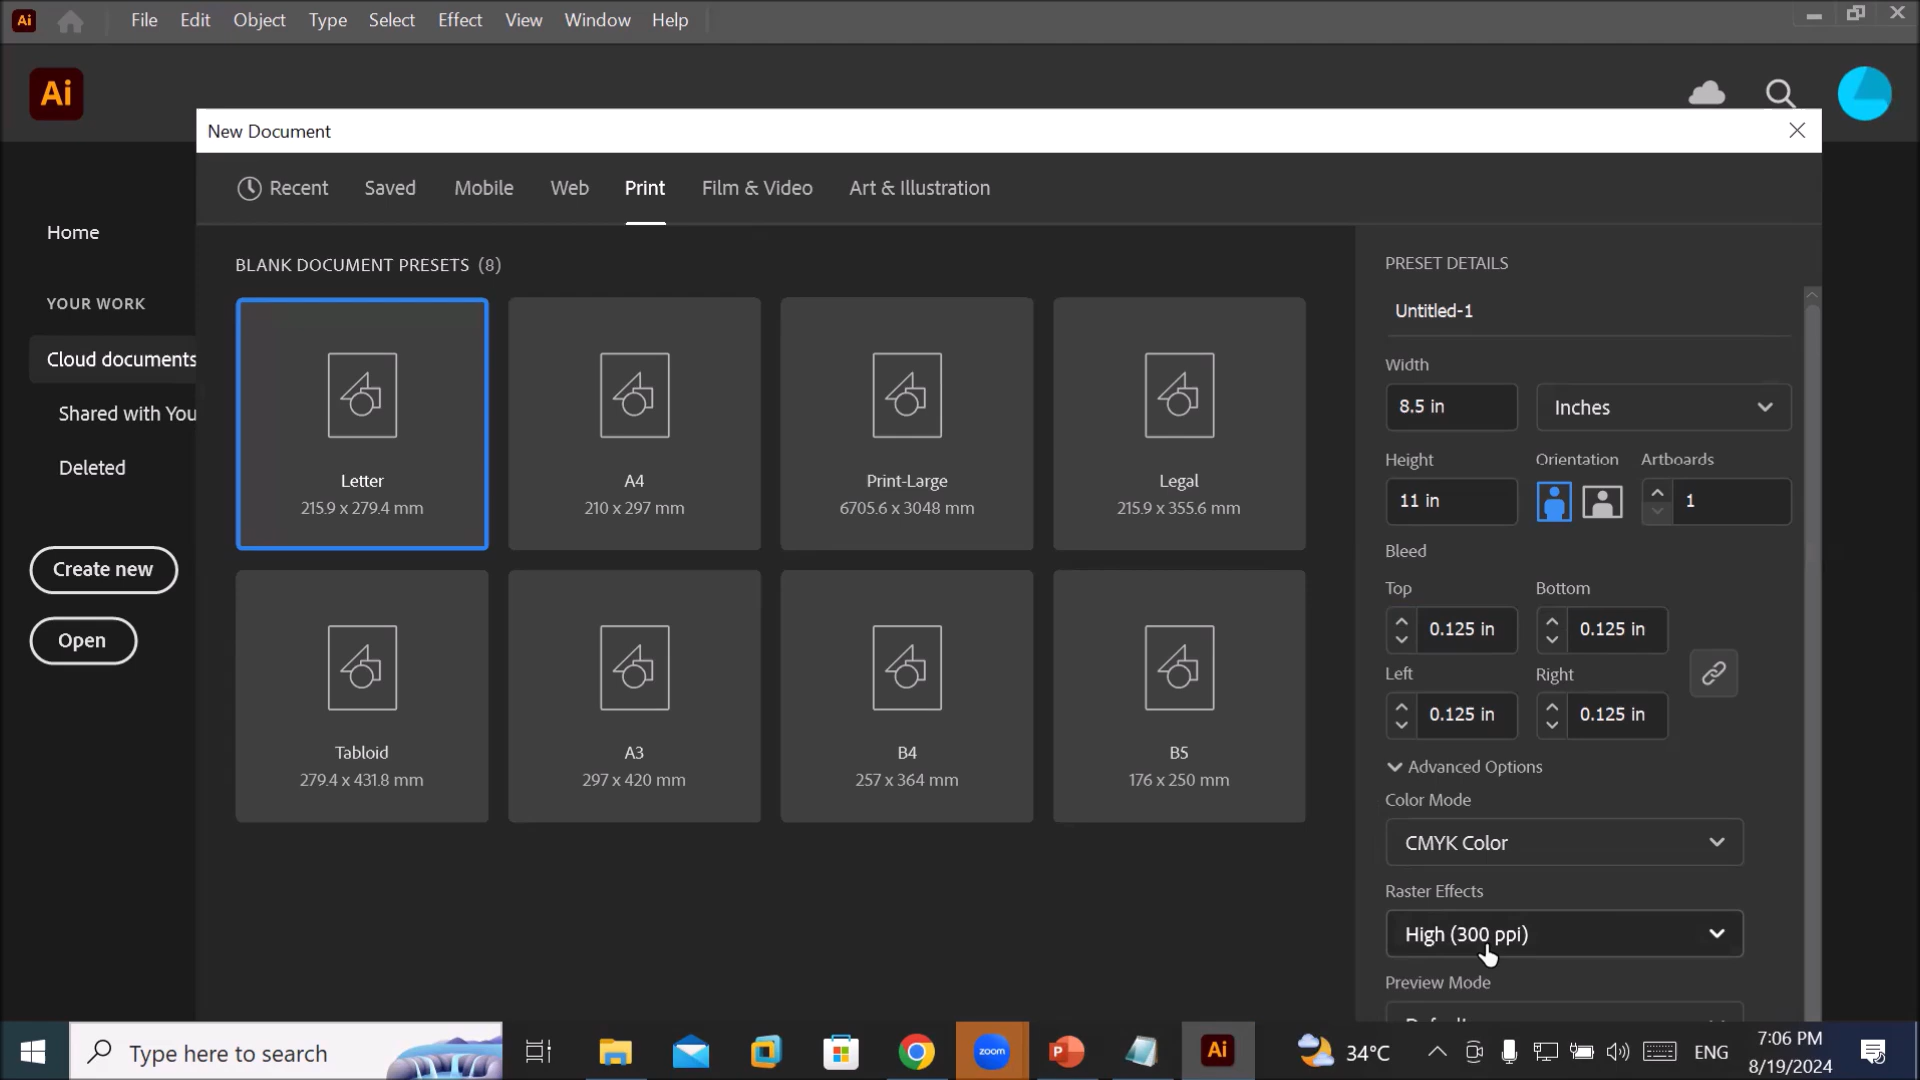 Ai File Edit Object Type Select Effect View Window Help
Ai
New Document
Recent Saved Mobile Web Print Film & Video Art & Illustration
Home
YOUR WORK
Cloud documents
Shared with You
Deleted
Create new
Open
BLANK DOCUMENT PRESETS (8)
Letter
215.9 x 279.4 mm
A4
210 x 297 mm
Print-Large
6705.6 x 3048 mm
Legal
215.9 x 355.6 mm
Tabloid
279.4 x 431.8 mm
A3
297 x 420 mm
B4
257 x 364 mm
B5
176 x 250 mm
PRESET DETAILS
Untitled-1
Width
8.5 in Inches
Height Orientation Artboards
11 in 1
Bleed
Top Bottom
0.125 in 0.125 in
Left Right
0.125 in 0.125 in
Advanced Options
Color Mode
CMYK Color
Raster Effects
High (300 ppi)
Preview Mode
Type here to search
zoom
P
Ai
34°C
ENG
7:06 PM
8/19/2024